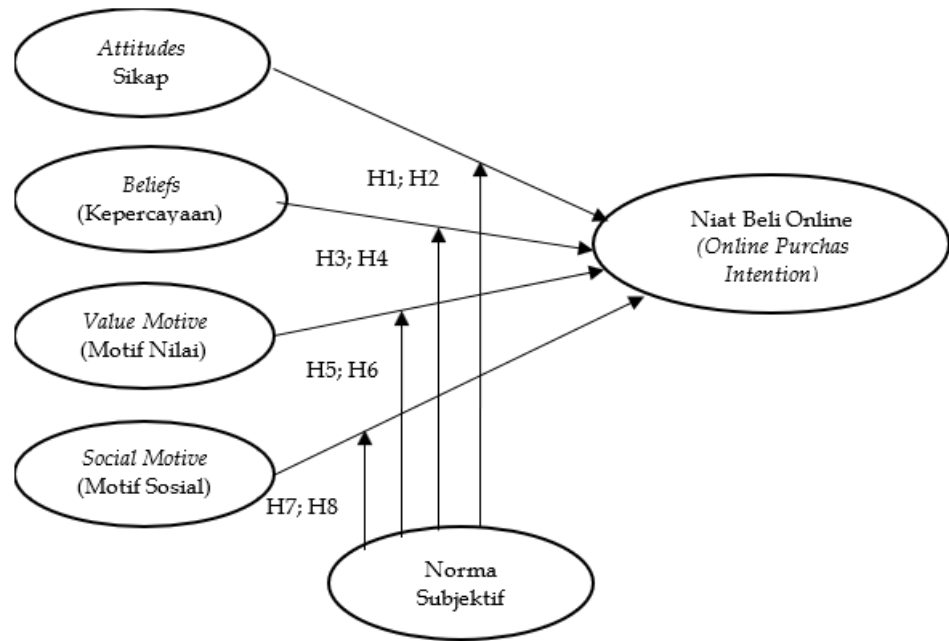 Attitudes
Sikap
H1; H2
Beliefs
(Kepercayaan)
Niat Beli Online
(Online Purchas
Intention)
H3; H4
Value Motive
(Motif Nilai)
H5; H6
Social Motive
(Motif Sosial)
H7; H8
Norma
Subjektif